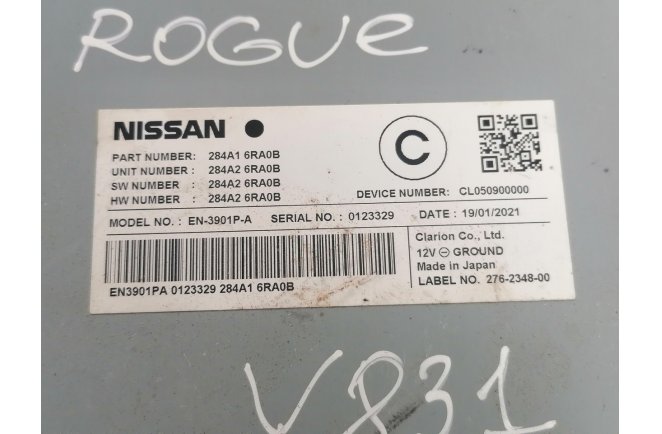 ROGUE
NISSAN
C
PART NUMBER: 284A1 6RA0B
UNIT NUMBER : 284A2 6RA0B
SW NUMBER : 284A2 6RA0B
HW NUMBER : 284A2 6RA0B
DEVICE NUMBER: CL050900000
MODEL NO.: EN-3901P-A SERIAL NO. : 0123329 DATE : 19/01/2021
Clarion Co., Ltd.
12V ⊖ GROUND
Made in Japan
LABEL NO. 276-2348-00
EN3901PA 0123329 284A1 6RA0B
V831